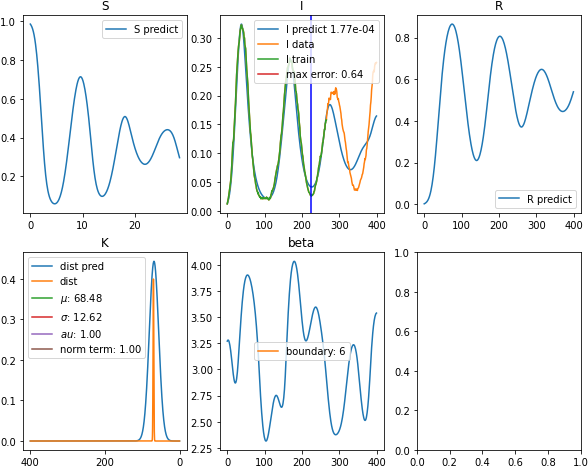 S
I
R
1.0
0.8
0.6
0.4
0.2
0 10 20
S predict
0.30
0.25
0.20
0.15
0.10
0.05
0.00
0 100 200 300 400
I predict 1.77e-04
I data
I train
max error: 0.64
0.8
0.6
0.4
0.2
0.0
0 100 200 300 400
R predict
K
beta
0.4
0.3
0.2
0.1
0.0
400 200 0
dist pred
dist
μ: 68.48
σ: 12.62
au: 1.00
norm term: 1.00
4.00
3.75
3.50
3.25
3.00
2.75
2.50
2.25
0 100 200 300 400
boundary: 6
1.0
0.8
0.6
0.4
0.2
0.0
0.0 0.2 0.4 0.6 0.8 1.0